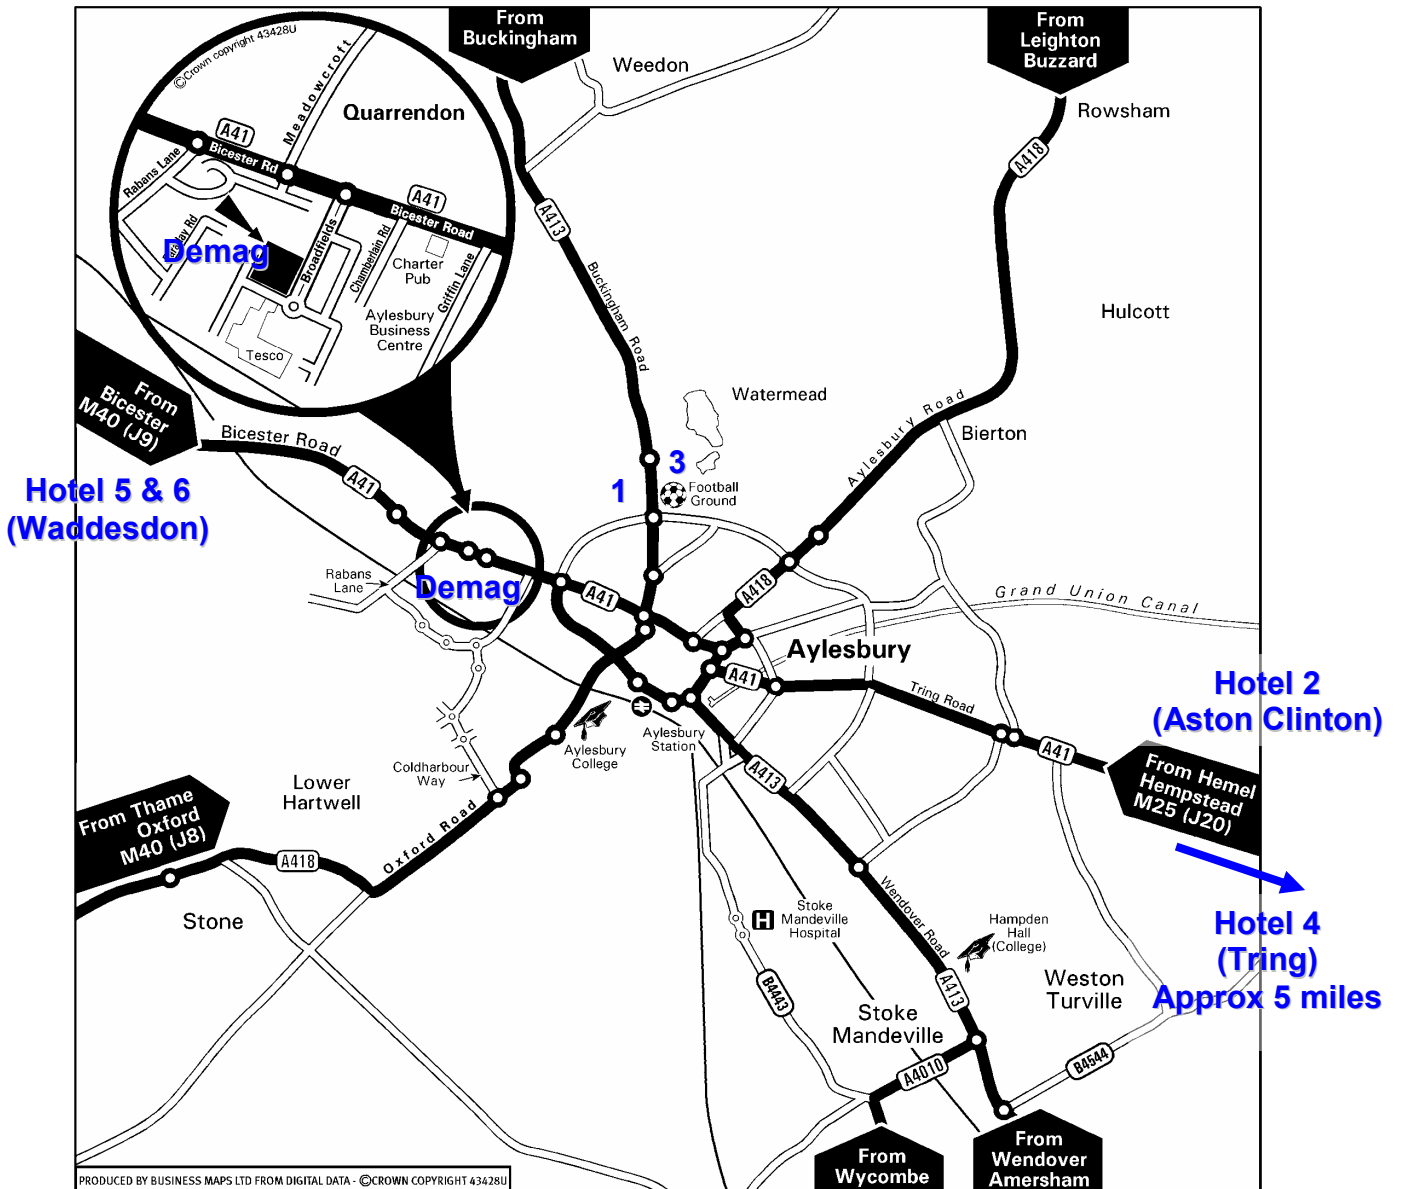 From
Buckingham
From
Leighton
Buzzard
©Crown copyright 43428U
Meadowcroft
Quarrendon
A41
Bicester Rd
Rabans Lane
A41
Bicester Road
Demag
Broadfields
Chamberlain Rd
Charter
Pub
Griffin Lane
Aylesbury
Business
Centre
Tesco
Weedon
Rowsham
A418
A413
Buckingham Road
Hulcott
Watermead
Aylesbury Road
Bierton
From
Bicester
M40 (J9)
Bicester Road
A41
Hotel 5 & 6
(Waddesdon)
3
1
Football
Ground
Rabans
Lane
Demag
A41
A418
Grand Union Canal
Aylesbury
A41
Tring Road
Hotel 2
(Aston Clinton)
A41
From Hemel
Hempstead
M25 (J20)
Aylesbury
College
Aylesbury
Station
Coldharbour
Way
A413
Lower
Hartwell
From Thame
Oxford
M40 (J8)
A418
Oxford Road
Stone
Wendover Road
H
Stoke
Mandeville
Hospital
Hampden
Hall
(College)
Hotel 4
(Tring)
Approx 5 miles
B4443
A413
Weston
Turville
Stoke
Mandeville
A4010
B4544
From
Wycombe
From
Wendover
Amersham
PRODUCED BY BUSINESS MAPS LTD FROM DIGITAL DATA - ©CROWN COPYRIGHT 43428U